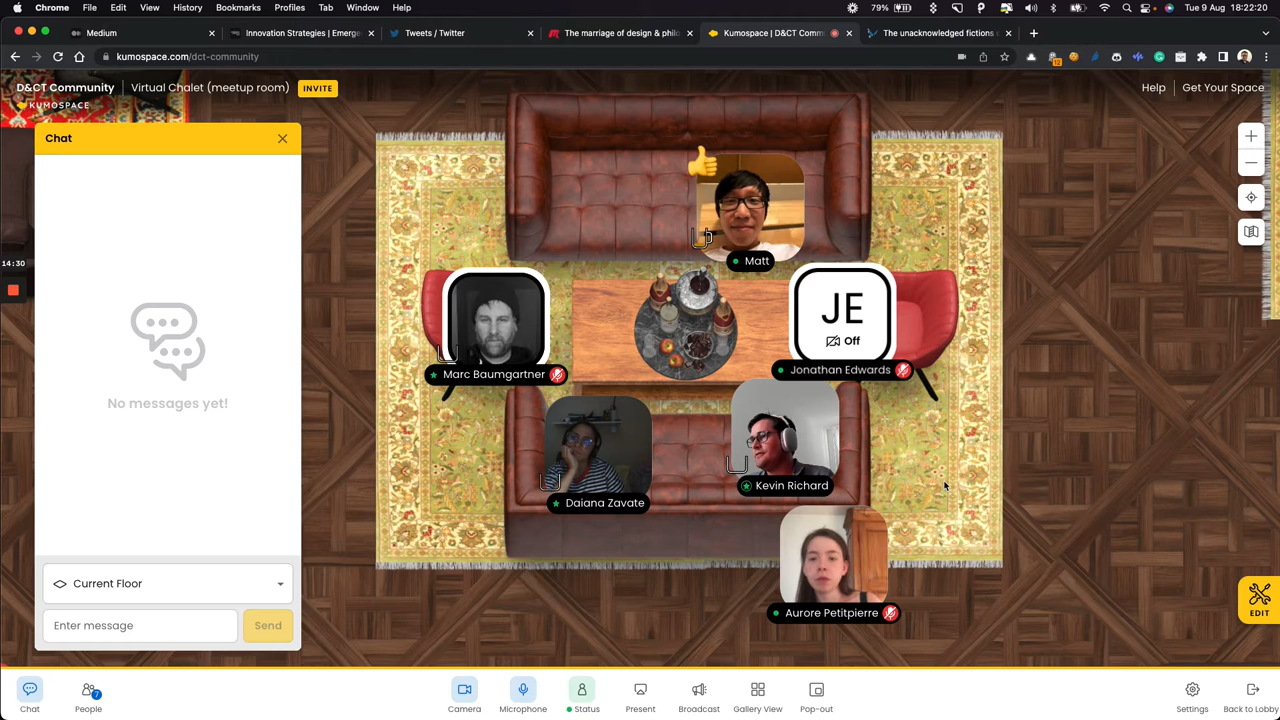 Chrome File Edit View History Bookmarks Profiles Tab Window Help 79% Tue 9 Aug 18:22:20
Medium
Innovation Strategies | Emerge
Tweets / Twitter
The marriage of design & philo
Kumospace | D&CT Comm
The unacknowledged fictions
kumospace.com/dct-community
12
D&CT Community
Virtual Chalet (meetup room)
INVITE
Help
Get Your Space
KUMOSPACE
Chat
14:30
No messages yet!
Current Floor
Enter message
Send
Matt
JE
Off
Marc Baumgartner
Jonathan Edwards
Kevin Richard
Daiana Zavate
Aurore Petitpierre
EDIT
Chat
People
7
Camera
Microphone
Status
Present
Broadcast
Gallery View
Pop-out
Settings
Back to Lobby